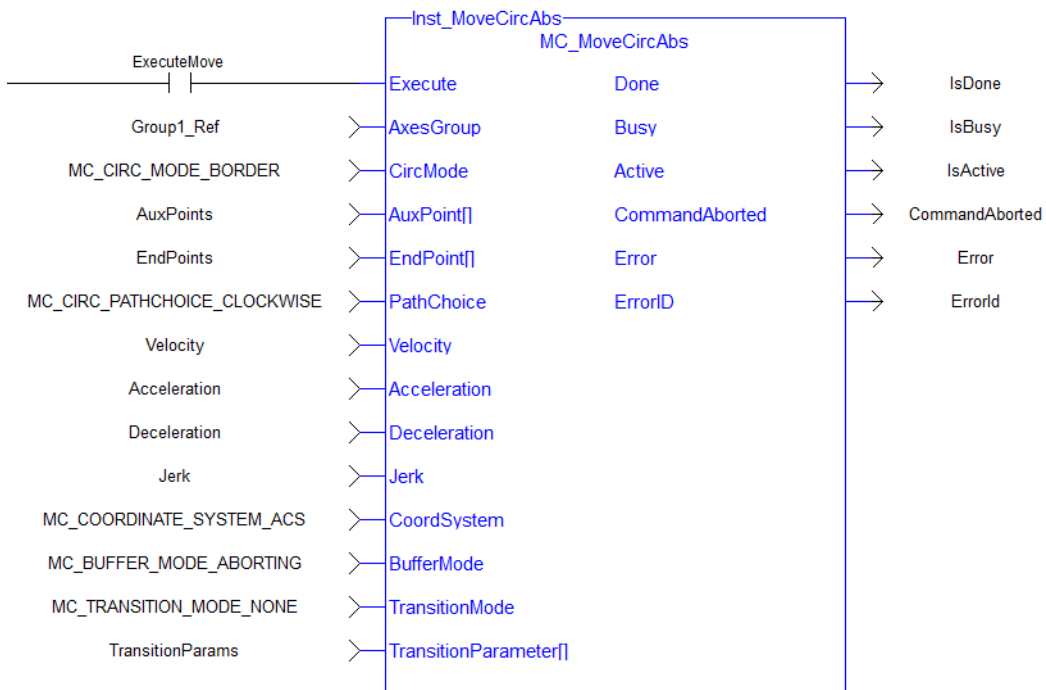 Inst_MoveCircAbs
MC_MoveCircAbs
ExecuteMove Execute Done IsDone
Group1_Ref AxesGroup Busy IsBusy
MC_CIRC_MODE_BORDER CircMode Active IsActive
AuxPoints AuxPoint[] CommandAborted CommandAborted
EndPoints EndPoint[] Error Error
MC_CIRC_PATHCHOICE_CLOCKWISE PathChoice ErrorID ErrorId
Velocity Velocity
Acceleration Acceleration
Deceleration Deceleration
Jerk Jerk
MC_COORDINATE_SYSTEM_ACS CoordSystem
MC_BUFFER_MODE_ABORTING BufferMode
MC_TRANSITION_MODE_NONE TransitionMode
TransitionParams TransitionParameter[]